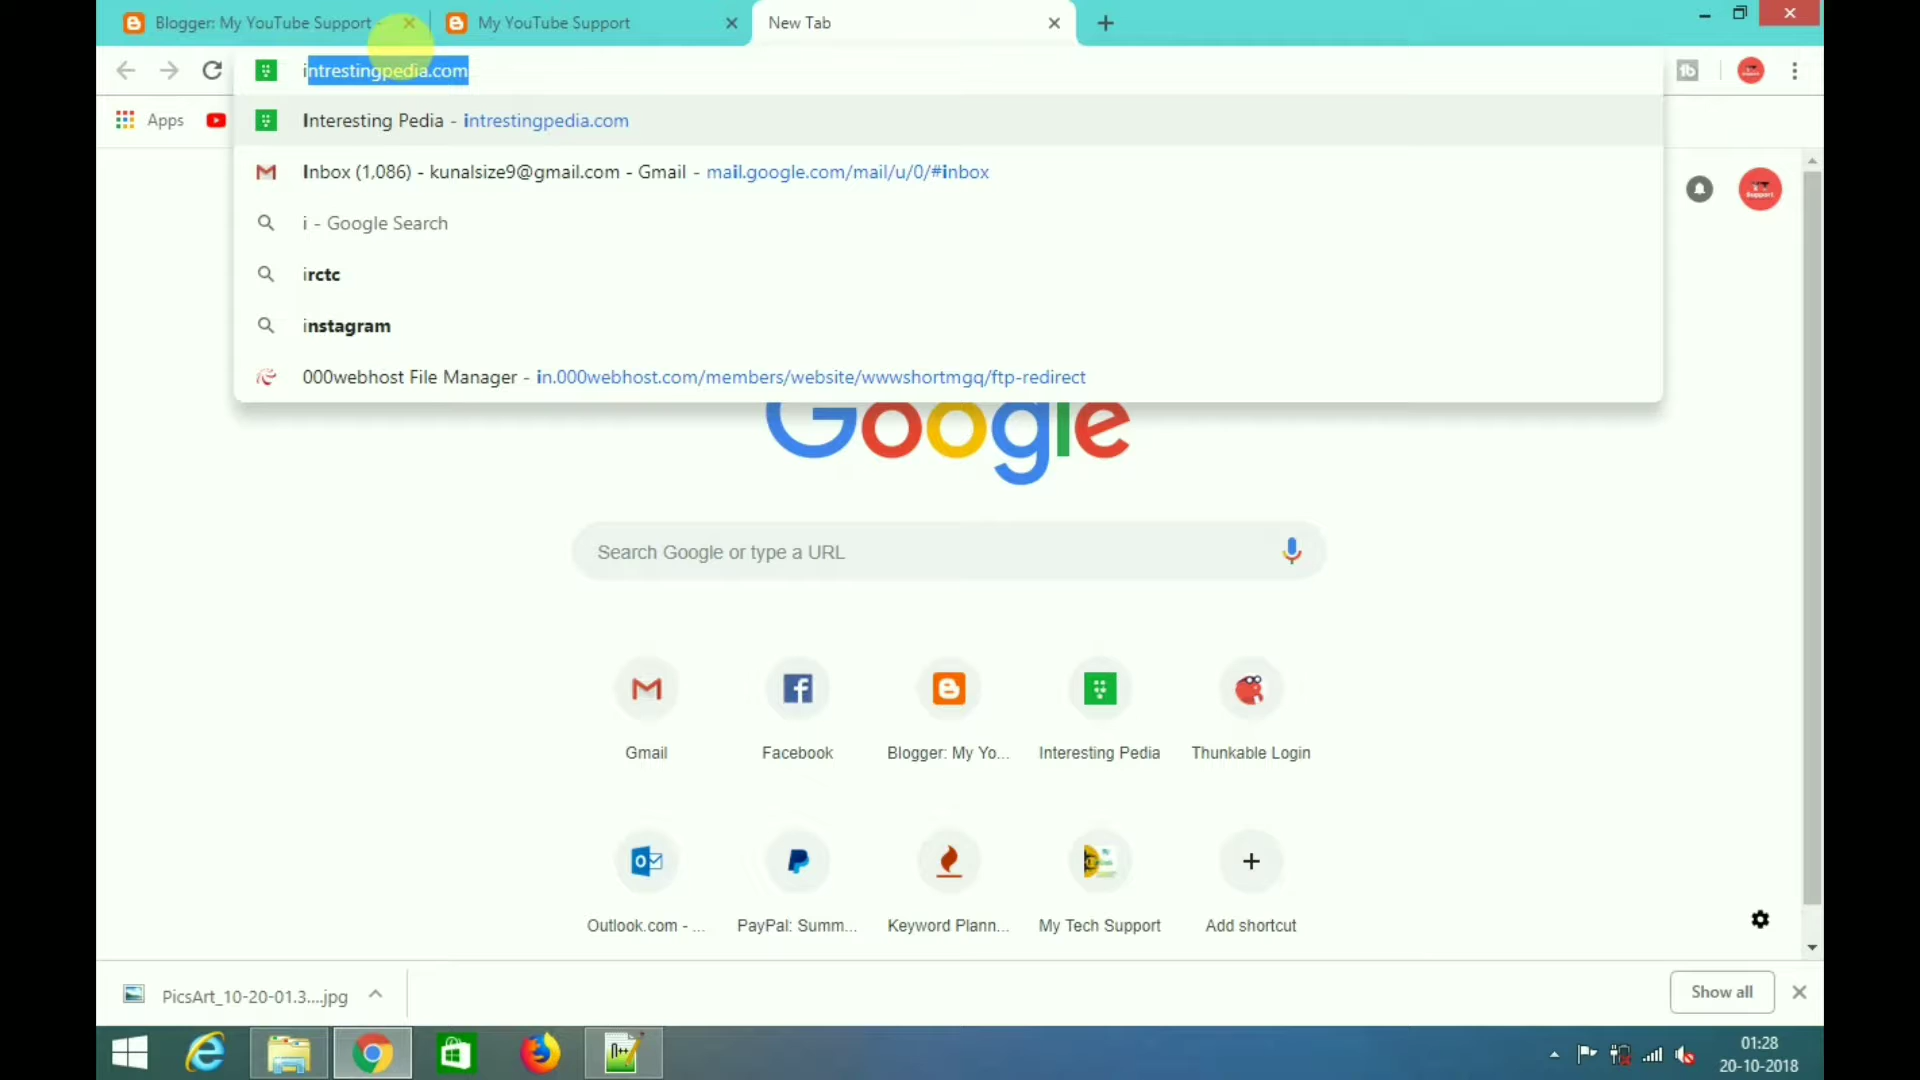 Blogger: My YouTube Support -
My YouTube Support
New Tab
intrestingpedia.com
Apps
Interesting Pedia - intrestingpedia.com
Inbox (1,086) - kunalsize9@gmail.com - Gmail - mail.google.com/mail/u/0/#inbox
i - Google Search
irctc
instagram
000webhost File Manager - in.000webhost.com/members/website/wwwshortmgq/ftp-redirect
Support
Google
Search Google or type a URL
Gmail
Facebook
Blogger: My Yo...
Interesting Pedia
Thunkable Login
Outlook.com - ...
PayPal: Summ...
Keyword Plann...
My Tech Support
Add shortcut
PicsArt_10-20-01.3....jpg
Show all
01:28
20-10-2018